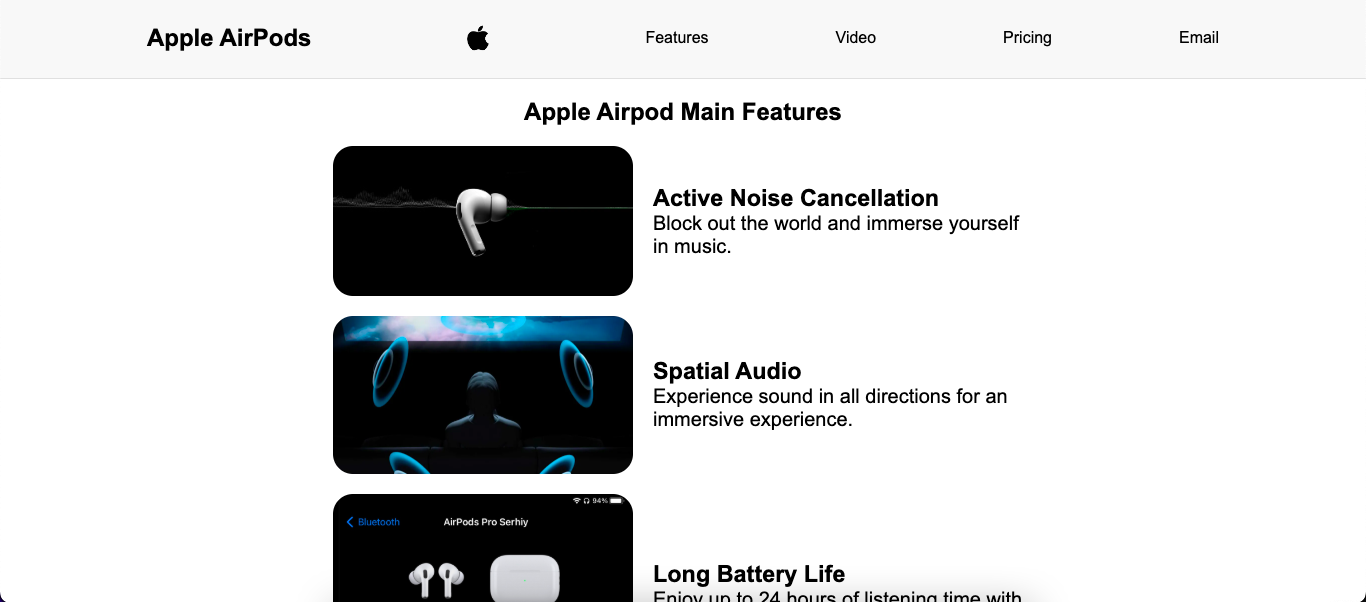 Apple AirPods
Features
Video
Pricing
Email
Apple Airpod Main Features
Active Noise Cancellation
Block out the world and immerse yourself
in music.
Spatial Audio
Experience sound in all directions for an
immersive experience.
94%
Bluetooth
AirPods Pro Serhiy
Long Battery Life
Enjoy up to 24 hours of listening time with